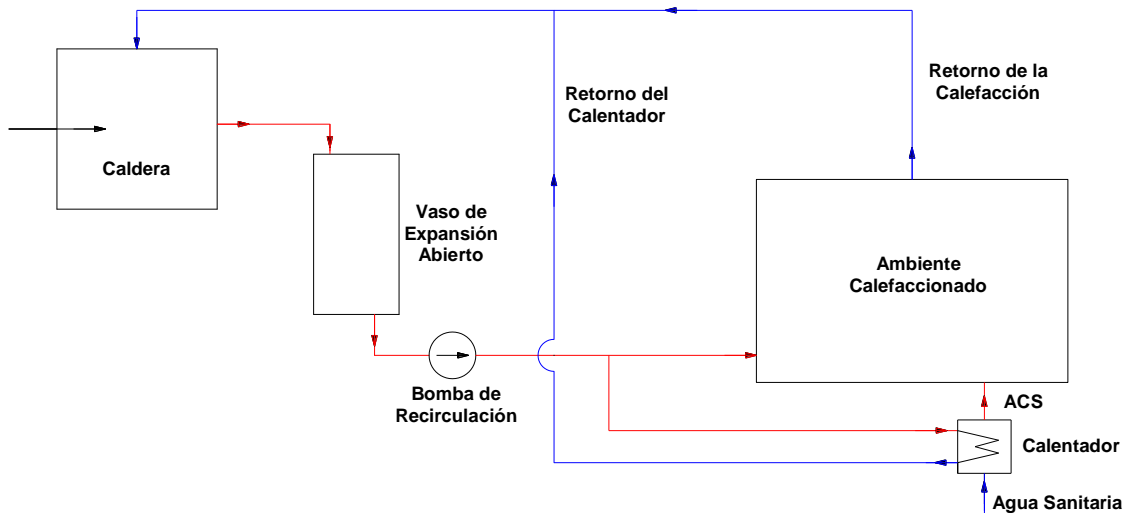 Retorno del
Calentador
Retorno de la
Calefacción
Caldera
Vaso de
Expansión
Abierto
Ambiente
Calefaccionado
Bomba de
Recirculación
ACS
Calentador
Agua Sanitaria